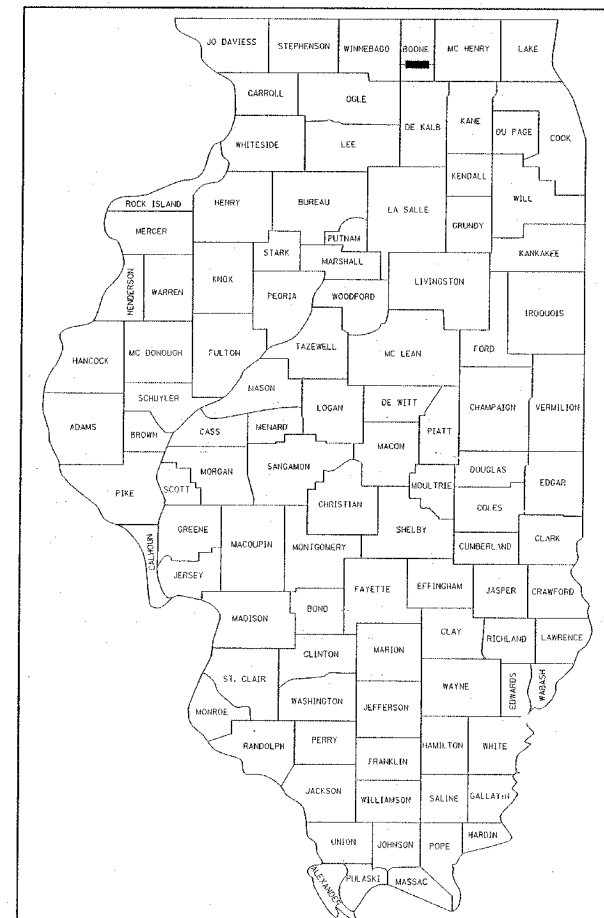 JO DAVIESS
STEPHENSON
WINNEBAGO
BOONE
MC HENRY
LAKE
CARROLL
OGLE
DE KALB
KANE
DU PAGE
COOK
WHITESIDE
LEE
KENDALL
WILL
ROCK ISLAND
HENRY
BUREAU
LA SALLE
GRUNDY
MERCER
PUTNAM
KANKAKEE
STARK
MARSHALL
LIVINGSTON
HENDERSON
WARREN
KNOX
PEORIA
WOODFORD
IROQUOIS
HANCOCK
MC DONOUGH
FULTON
TAZEWELL
MC LEAN
FORD
SCHUYLER
MASON
LOGAN
DE WITT
CHAMPAIGN
VERMILION
ADAMS
BROWN
CASS
MENARD
MACON
PIATT
PIKE
SCOTT
MORGAN
SANGAMON
CHRISTIAN
MOULTRIE
DOUGLAS
EDGAR
COLES
CALHOUN
GREENE
MACOUPIN
MONTGOMERY
SHELBY
CUMBERLAND
CLARK
JERSEY
FAYETTE
EFFINGHAM
JASPER
CRAWFORD
MADISON
BOND
CLAY
RICHLAND
LAWRENCE
CLINTON
MARION
ST. CLAIR
WAYNE
EDWARDS
WABASH
MONROE
WASHINGTON
JEFFERSON
RANDOLPH
PERRY
HAMILTON
WHITE
FRANKLIN
JACKSON
WILLIAMSON
SALINE
GALLATIN
UNION
JOHNSON
POPE
HARDIN
ALEXANDER
PULASKI
MASSAC